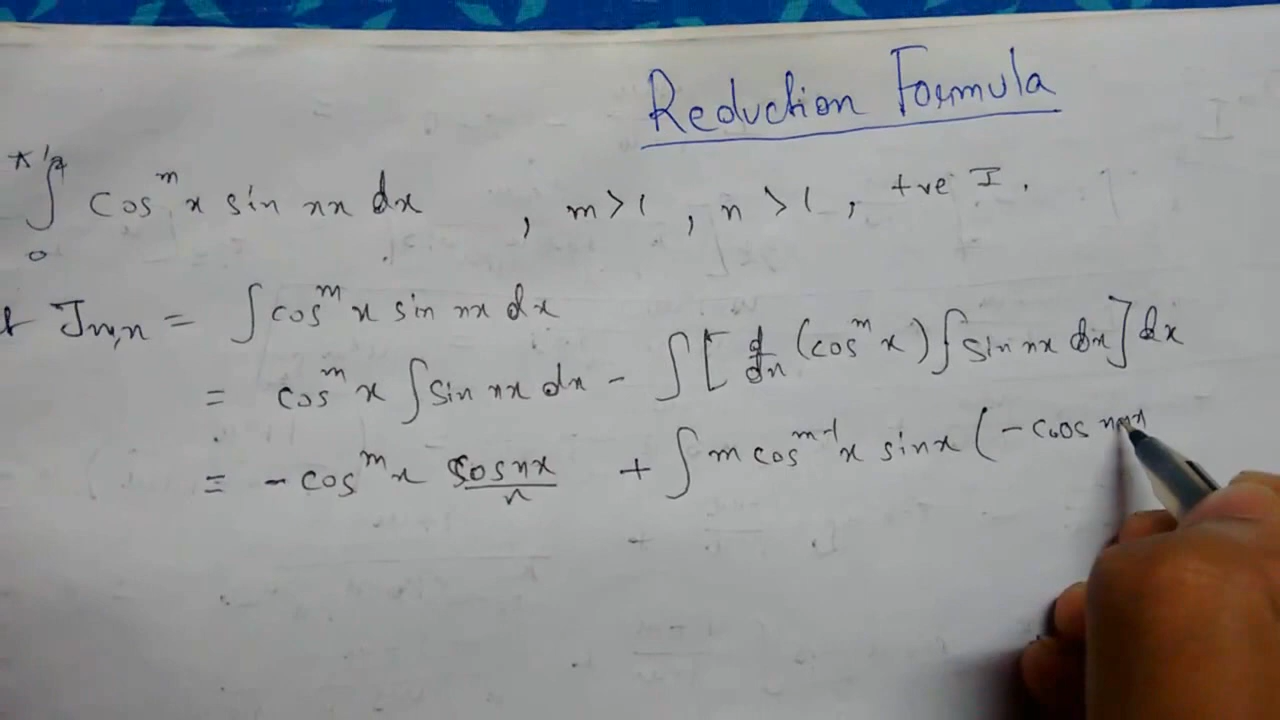 Reduction Formula
∫₀^(π/2) cos^m x sin nx dx , m>1 , n>1 , +ve I.
J m,n = ∫ cos^m x sin nx dx
= cos^m x ∫ sin nx dx - ∫ [ d/dx (cos^m x) ∫ sin nx dx ] dx
= - cos^m x cos nx / n + ∫ m cos^(m-1) x sin x ( - cos nx